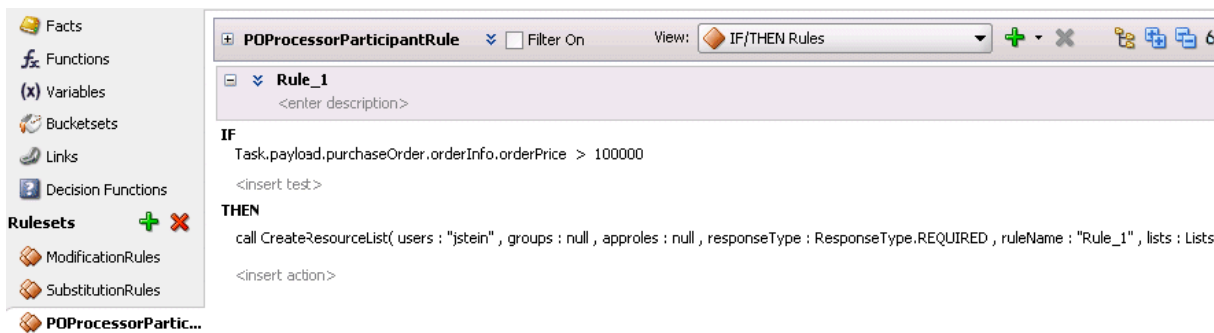 Facts
Functions
(x) Variables
Bucketsets
Links
Decision Functions
Rulesets
ModificationRules
SubstitutionRules
POProcessorPartic...
POProcessorParticipantRule
Filter On
View:
IF/THEN Rules
Rule_1
<enter description>
IF
Task.payload.purchaseOrder.orderInfo.orderPrice > 100000
<insert test>
THEN
call CreateResourceList( users : "jstein" , groups : null , approles : null , responseType : ResponseType.REQUIRED , ruleName : "Rule_1" , lists : Lists
<insert action>